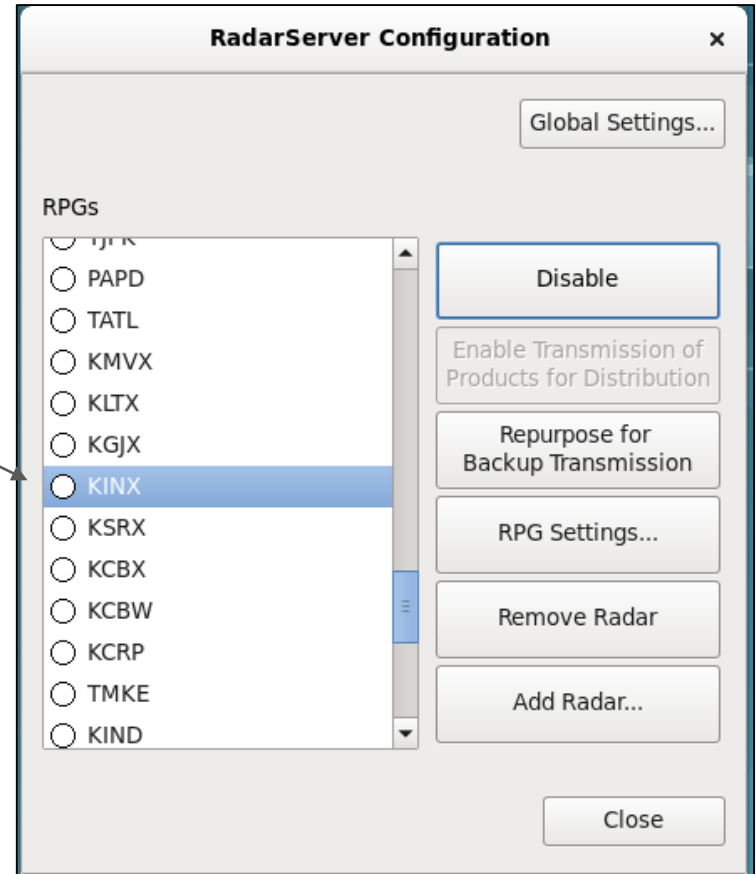 RadarServer Configuration
Global Settings...
RPGs
TJFK
PAPD
TATL
KMVX
KLTX
KGJX
KINX
KSRX
KCBX
KCBW
KCRP
TMKE
KIND
Disable
Enable Transmission of
Products for Distribution
Repurpose for
Backup Transmission
RPG Settings...
Remove Radar
Add Radar...
Close